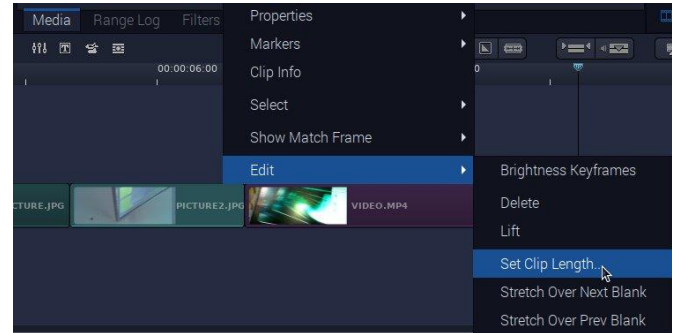 Media Range Log Filters
00:00:06:00
Properties
Markers
Clip Info
Select
Show Match Frame
Edit
0
Brightness Keyframes
Delete
Lift
Set Clip Length...
Stretch Over Next Blank
Stretch Over Prev Blank
CTURE.JPG
PICTURE2.JPG
VIDEO.MP4